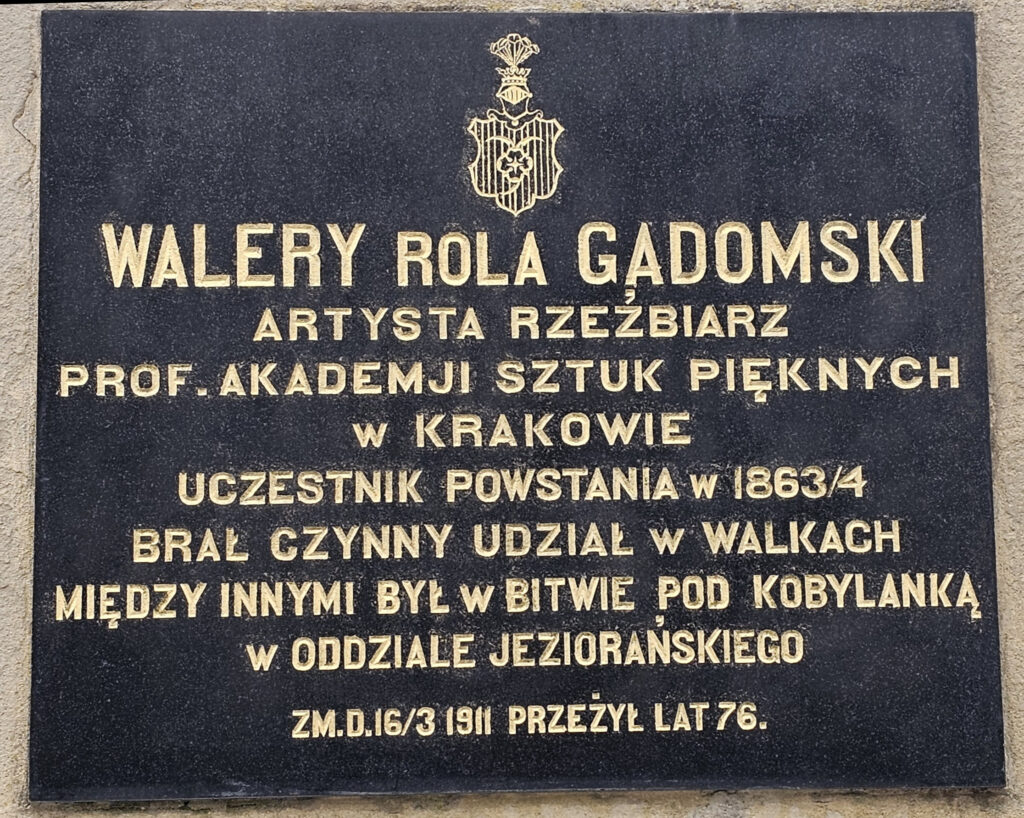 WALERY ROLA GĄDOMSKI
ARTYSTA RZEŹBIARZ
PROF. AKADEMJI SZTUK PIĘKNYCH
w KRAKOWIE
UCZESTNIK POWSTANIA w 1863/4
BRAŁ CZYNNY UDZIAŁ w WALKACH
MIĘDZY INNYMI BYŁ w BITWIE POD KOBYLANKĄ
w ODDZIALE JEZIORAŃSKIEGO
ZM.D.16/3 1911 PRZEŻYŁ LAT 76.